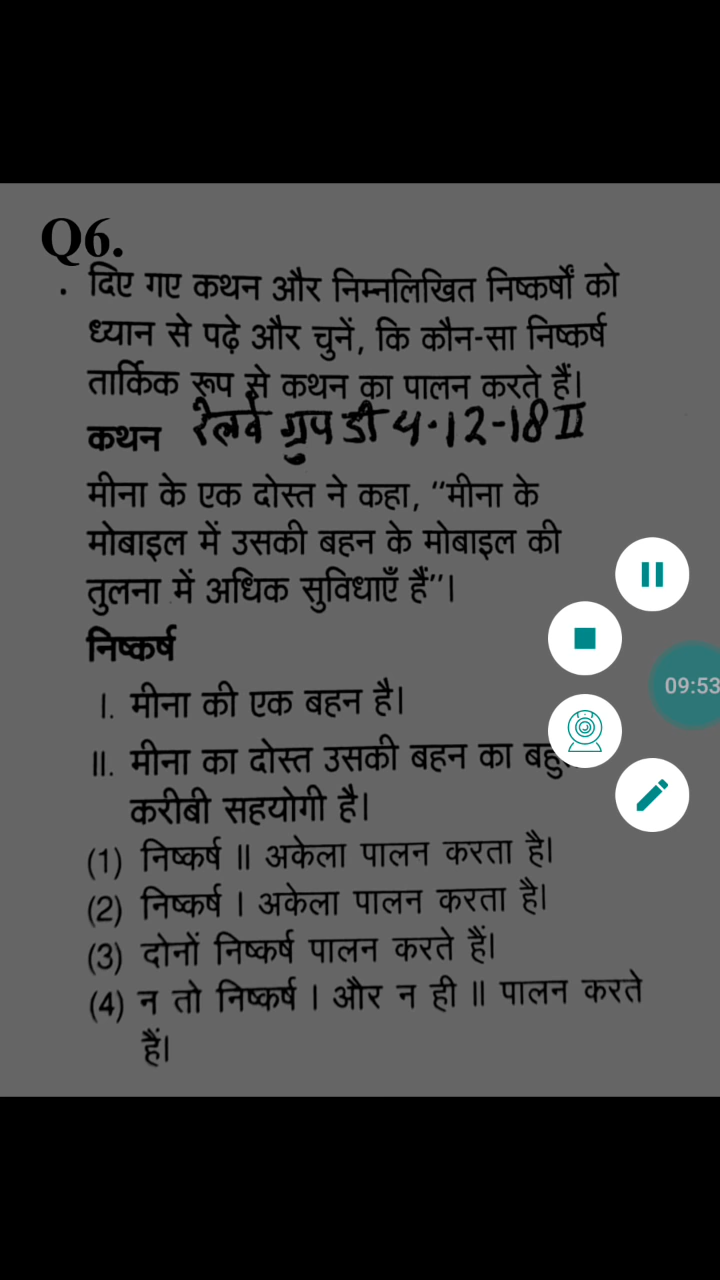 Q6.
. दिए गए कथन और निम्नलिखित निष्कर्षों को
ध्यान से पढ़े और चुनें, कि कौन-सा निष्कर्ष
तार्किक रूप से कथन का पालन करते हैं।
कथन रेलवे ग्रुप डी 4.12-18 II
मीना के एक दोस्त ने कहा, "मीना के
मोबाइल में उसकी बहन के मोबाइल की
तुलना में अधिक सुविधाएँ हैं"।
निष्कर्ष
I. मीना की एक बहन है।
09:53
II. मीना का दोस्त उसकी बहन का
करीबी सहयोगी है।
(1) निष्कर्ष II अकेला पालन करता है।
(2) निष्कर्ष I अकेला पालन करता है।
(3) दोनों निष्कर्ष पालन करते हैं।
(4) न तो निष्कर्ष I और न ही II पालन करते
हैं।